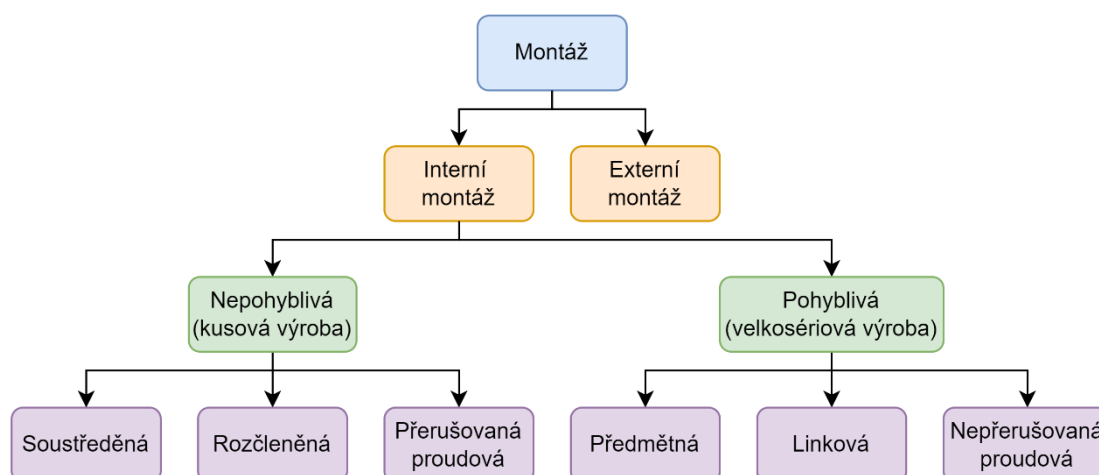 Montáž
Interní
montáž
Externí
montáž
Nepohyblivá
(kusová výroba)
Pohyblivá
(velkosériová výroba)
Soustředěná
Rozčleněná
Přerušovaná
proudová
Předmětná
Linková
Nepřerušovaná
proudová